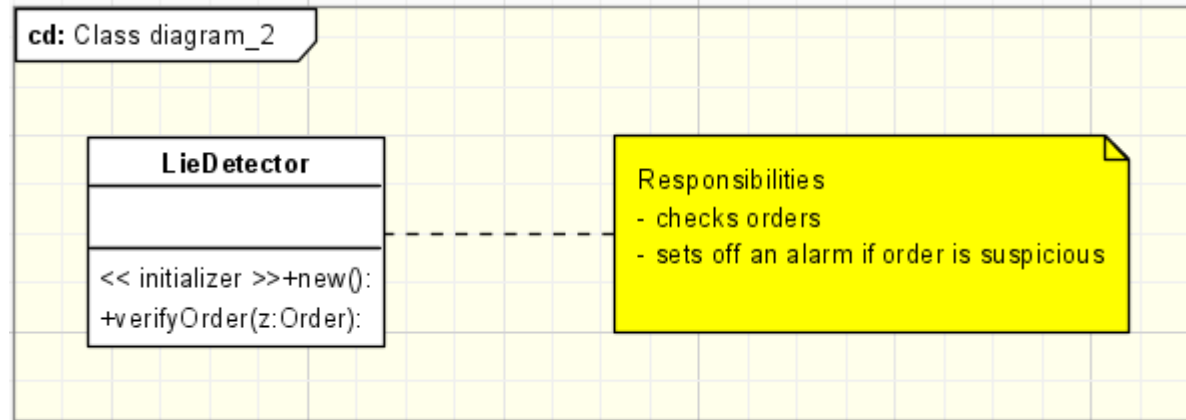 cd: Class diagram_2
LieDetector
<< initializer >>+new():
+verifyOrder(z:Order):
Responsibilities
- checks orders
- sets off an alarm if order is suspicious